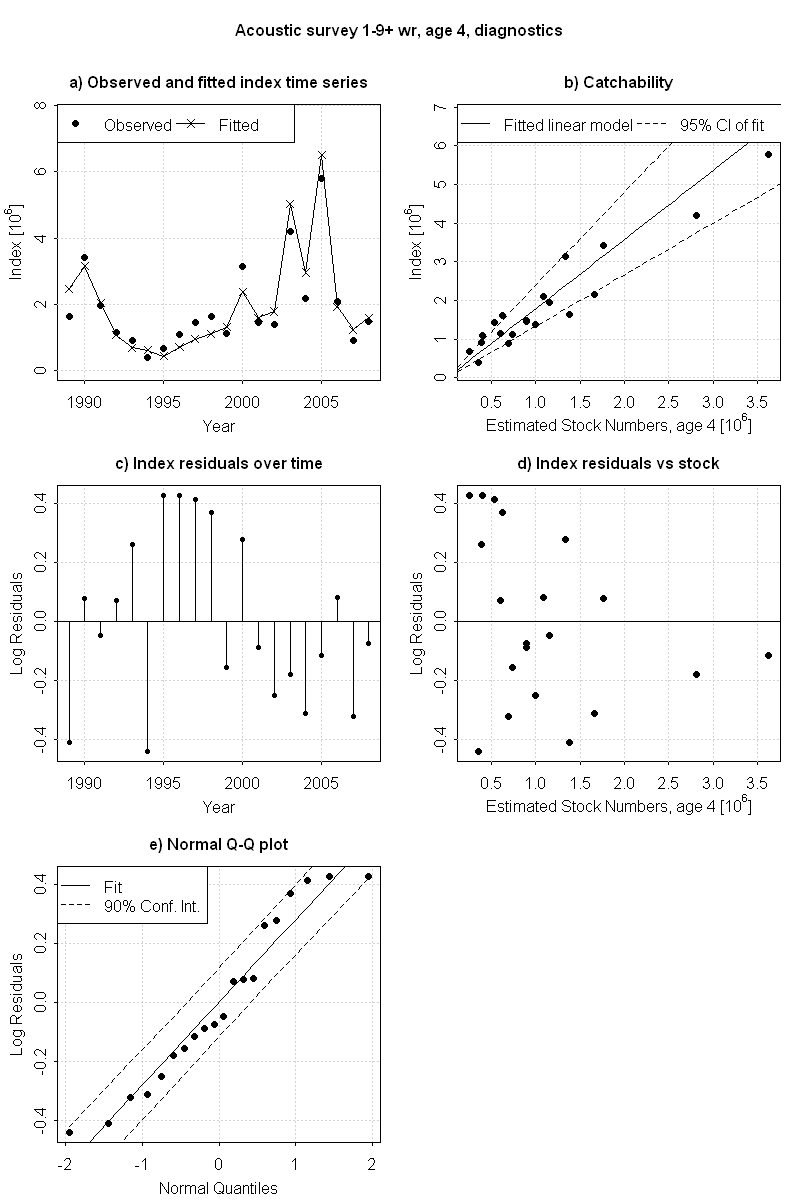 Acoustic survey 1-9+ wr, age 4, diagnostics
a) Observed and fitted index time series
Observed
Fitted
Index [10^6]
8
6
4
2
0
1990 1995 2000 2005
Year
b) Catchability
Fitted linear model
95% CI of fit
Index [10^6]
7
6
5
4
3
2
1
0
0.5 1.0 1.5 2.0 2.5 3.0 3.5
Estimated Stock Numbers, age 4 [10^6]
c) Index residuals over time
Log Residuals
0.4
0.2
0.0
-0.2
-0.4
1990 1995 2000 2005
Year
d) Index residuals vs stock
Log Residuals
0.4
0.2
0.0
-0.2
-0.4
0.5 1.0 1.5 2.0 2.5 3.0 3.5
Estimated Stock Numbers, age 4 [10^6]
e) Normal Q-Q plot
Fit
90% Conf. Int.
Log Residuals
0.4
0.2
0.0
-0.2
-0.4
-2 -1 0 1 2
Normal Quantiles